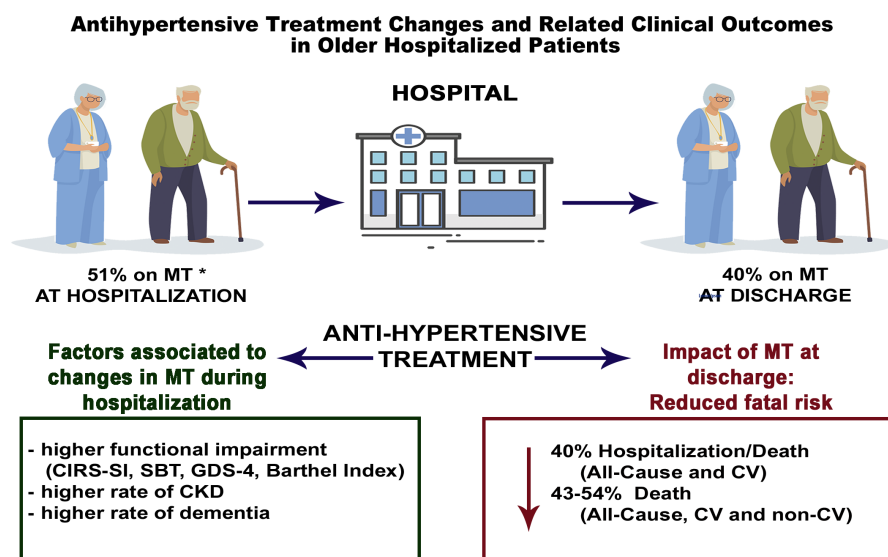 Antihypertensive Treatment Changes and Related Clinical Outcomes
in Older Hospitalized Patients
HOSPITAL
51% on MT *
AT HOSPITALIZATION
40% on MT
AT DISCHARGE
ANTI-HYPERTENSIVE
TREATMENT
Factors associated to
changes in MT during
hospitalization
- higher functional impairment
(CIRS-SI, SBT, GDS-4, Barthel Index)
- higher rate of CKD
- higher rate of dementia
Impact of MT at
discharge:
Reduced fatal risk
40% Hospitalization/Death
(All-Cause and CV)
43-54% Death
(All-Cause, CV and non-CV)